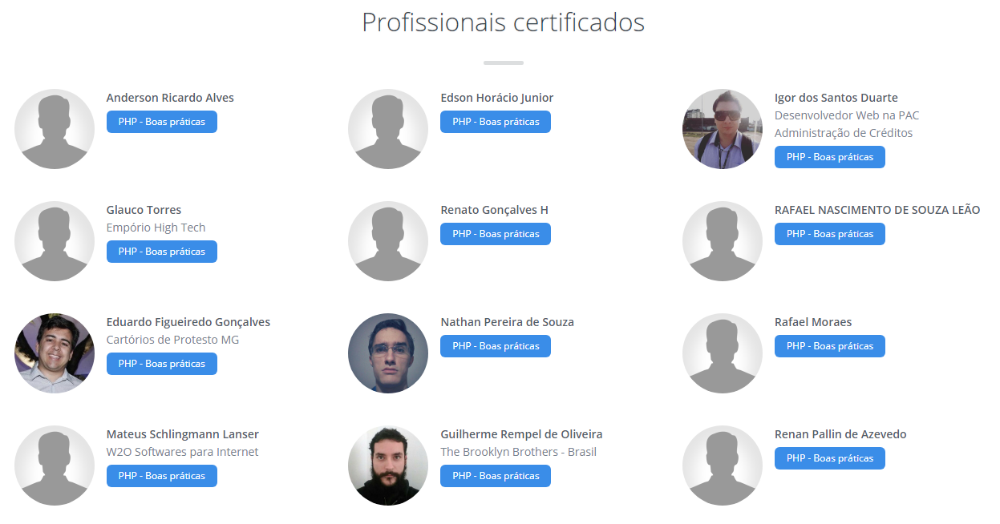 Profissionais certificados
Anderson Ricardo Alves
PHP - Boas práticas
Edson Horácio Junior
PHP - Boas práticas
Igor dos Santos Duarte
Desenvolvedor Web na PAC
Administração de Créditos
PHP - Boas práticas
Glauco Torres
Empório High Tech
PHP - Boas práticas
Renato Gonçalves H
PHP - Boas práticas
RAFAEL NASCIMENTO DE SOUZA LEÃO
PHP - Boas práticas
Eduardo Figueiredo Gonçalves
Cartórios de Protesto MG
PHP - Boas práticas
Nathan Pereira de Souza
PHP - Boas práticas
Rafael Moraes
PHP - Boas práticas
Mateus Schlingmann Lanser
W2O Softwares para Internet
PHP - Boas práticas
Guilherme Rempel de Oliveira
The Brooklyn Brothers - Brasil
PHP - Boas práticas
Renan Pallin de Azevedo
PHP - Boas práticas